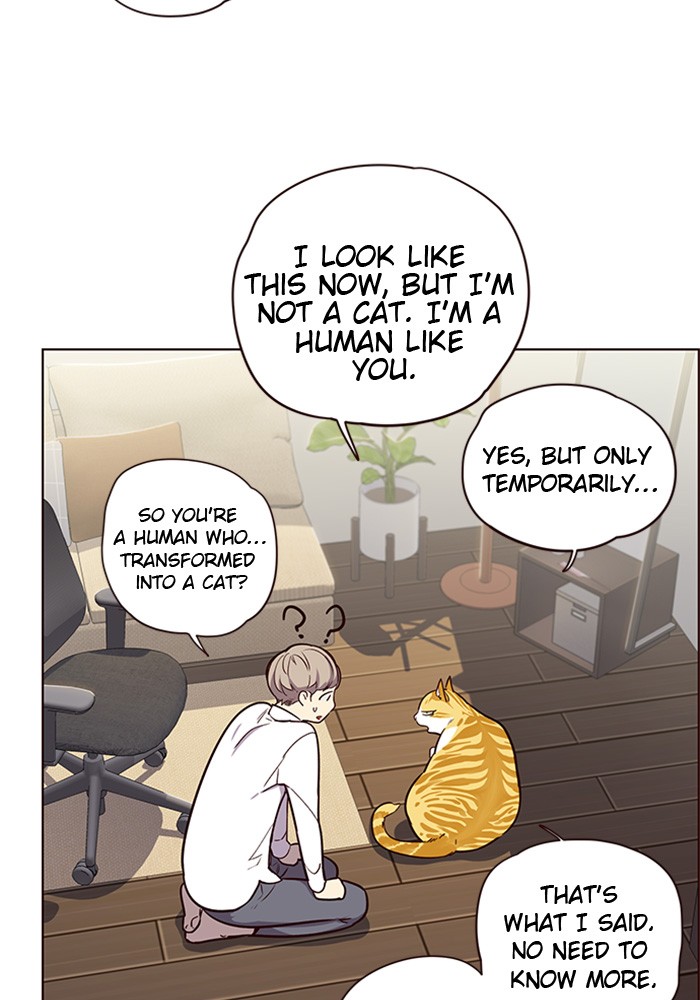 I LOOK LIKE
THIS NOW, BUT I'M
NOT A CAT. I'M A
HUMAN LIKE
YOU.
SO YOU'RE
A HUMAN WHO...
TRANSFORMED
INTO A CAT?
YES, BUT ONLY
TEMPORARILY...
? ?
THAT'S
WHAT I SAID.
NO NEED TO
KNOW MORE.